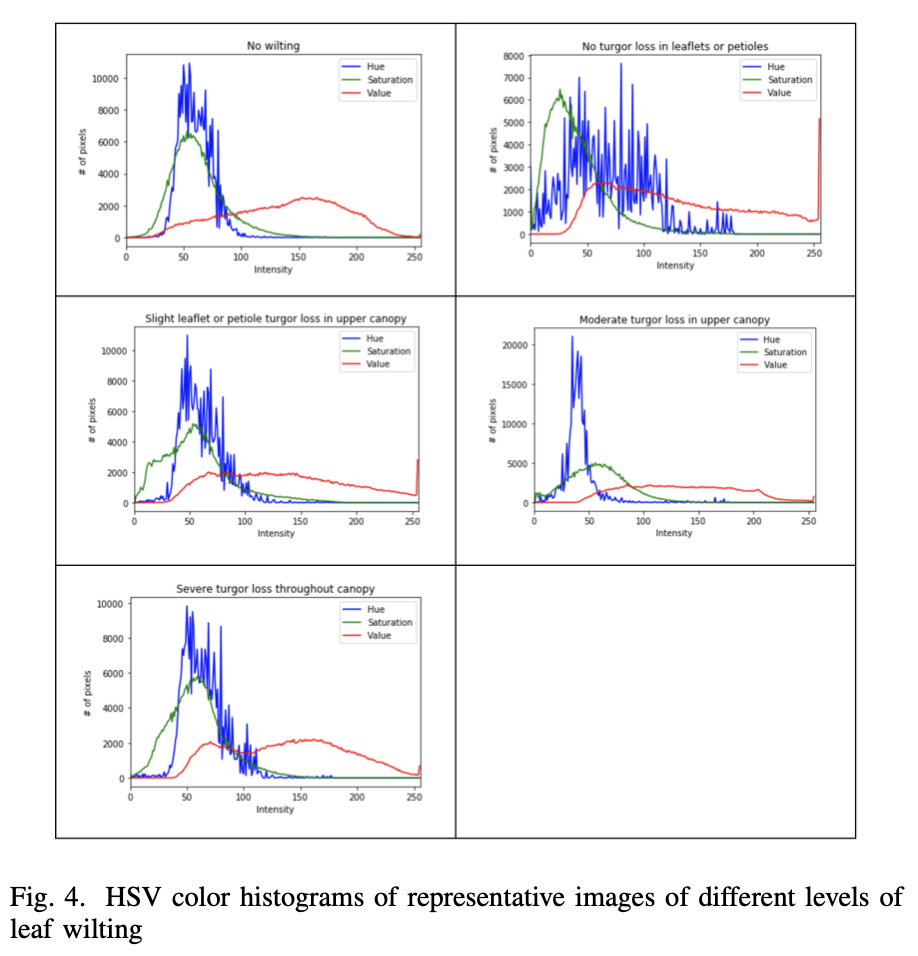 No wilting
Hue
Saturation
Value
10000
8000
6000
4000
2000
0
# of pixels
0 50 100 150 200 250
Intensity
No turgor loss in leaflets or petioles
Hue
Saturation
Value
8000
7000
6000
5000
4000
3000
2000
1000
0
# of pixels
0 50 100 150 200 250
Intensity
Slight leaflet or petiole turgor loss in upper canopy
Hue
Saturation
Value
10000
8000
6000
4000
2000
0
# of pixels
0 50 100 150 200 250
Intensity
Moderate turgor loss in upper canopy
Hue
Saturation
Value
20000
15000
10000
5000
0
# of pixels
0 50 100 150 200 250
Intensity
Severe turgor loss throughout canopy
Hue
Saturation
Value
10000
8000
6000
4000
2000
0
# of pixels
0 50 100 150 200 250
Intensity
Fig. 4. HSV color histograms of representative images of different levels of
leaf wilting